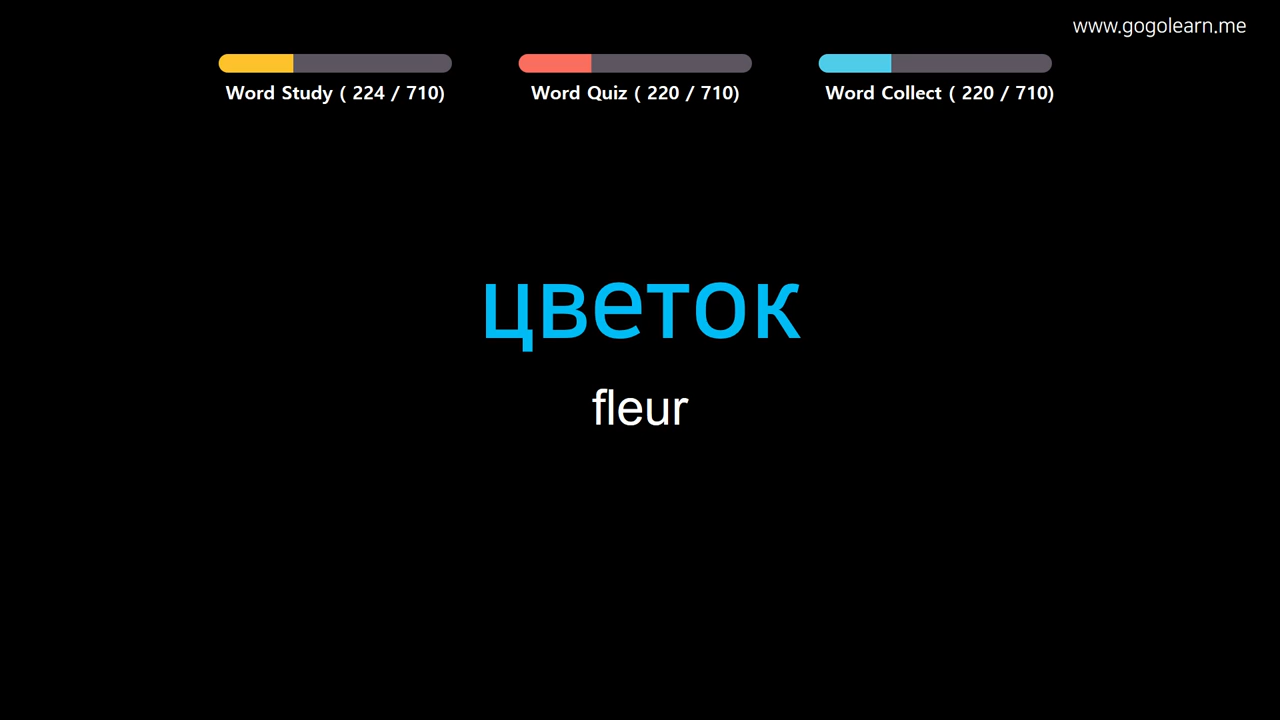 www.gogolearn.me
Word Study ( 224 / 710)
Word Quiz ( 220 / 710)
Word Collect ( 220 / 710)
цветок
fleur